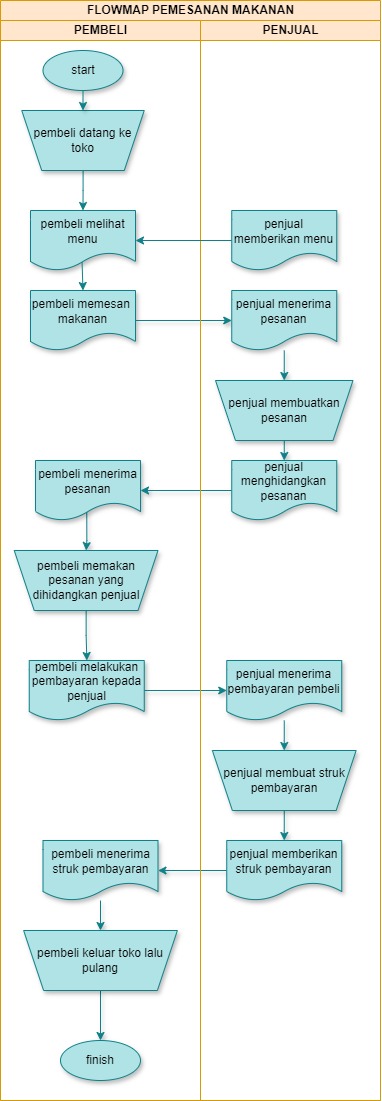 FLOWMAP PEMESANAN MAKANAN
PEMBELI
PENJUAL
start
pembeli datang ke
toko
pembeli melihat
menu
penjual
memberikan menu
pembeli memesan
makanan
penjual menerima
pesanan
penjual membuatkan
pesanan
penjual
menghidangkan
pesanan
pembeli menerima
pesanan
pembeli memakan
pesanan yang
dihidangkan penjual
pembeli melakukan
pembayaran kepada
penjual
penjual menerima
pembayaran pembeli
penjual membuat struk
pembayaran
penjual memberikan
struk pembayaran
pembeli menerima
struk pembayaran
pembeli keluar toko lalu
pulang
finish